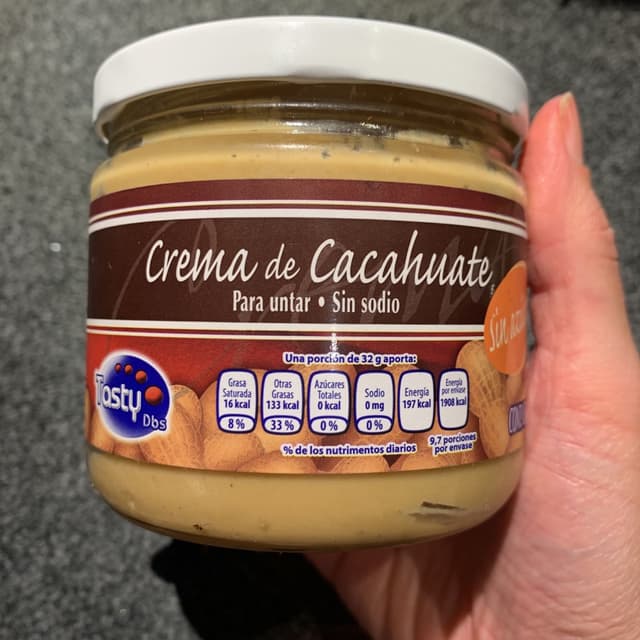 Crema de Cacahuate
Para untar • Sin sodio
Sin
Una porción de 32 g aporta:
Grasa Saturada 16 kcal 8 %
Otras Grasas 133 kcal 33 %
Azúcares Totales 0 kcal 0 %
Sodio 0 mg 0 %
Energía 197 kcal
Energía por envase 1908 kcal
% de los nutrimentos diarios
9,7 porciones
por envase
Tasty
Dbs